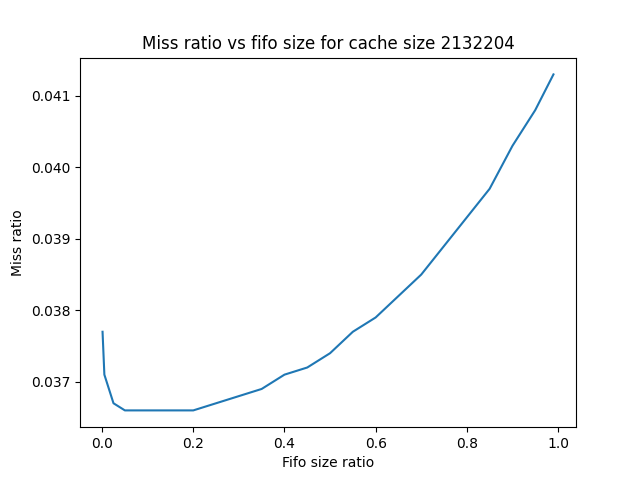 Miss ratio vs fifo size for cache size 2132204
0.041
0.040
0.039
0.038
0.037
Miss ratio
0.0 0.2 0.4 0.6 0.8 1.0
Fifo size ratio